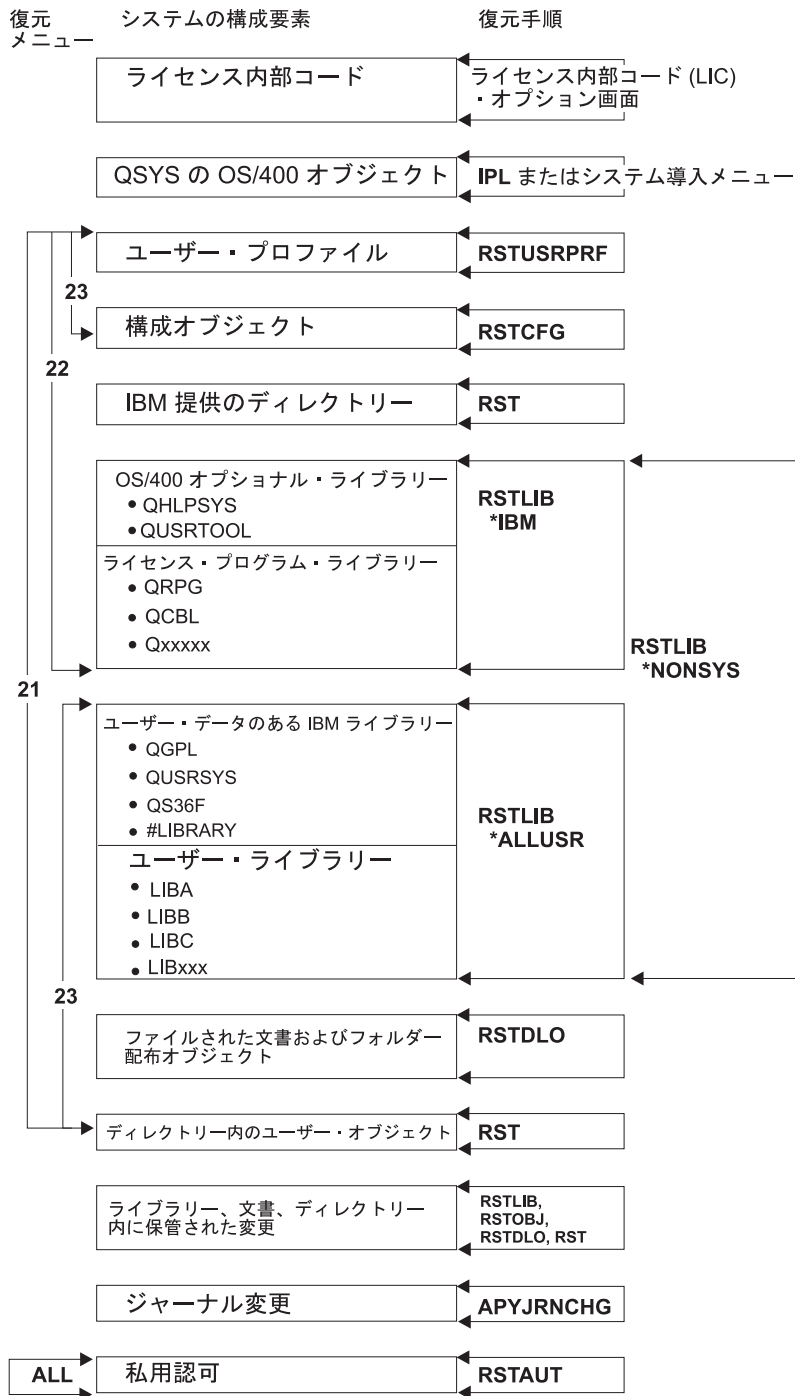 復元
メニュー
システムの構成要素
復元手順
ライセンス内部コード
ライセンス内部コード (LIC)
・オプション画面
QSYS の OS/400 オブジェクト
IPL またはシステム導入メニュー
ユーザー・プロファイル
RSTUSRPRF
23
構成オブジェクト
RSTCFG
22
IBM 提供のディレクトリー
RST
OS/400 オプショナル・ライブラリー
• QHLPSYS
• QUSRTOOL
RSTLIB
*IBM
ライセンス・プログラム・ライブラリー
• QRPG
• QCBL
• Qxxxxx
RSTLIB
*NONSYS
21
ユーザー・データのある IBM ライブラリー
• QGPL
• QUSRSYS
• QS36F
• #LIBRARY
RSTLIB
*ALLUSR
ユーザー・ライブラリー
• LIBA
• LIBB
• LIBC
• LIBxxx
23
ファイルされた文書およびフォルダー
配布オブジェクト
RSTDLO
ディレクトリー内のユーザー・オブジェクト
RST
ライブラリー、文書、ディレクトリー
内に保管された変更
RSTLIB,
RSTOBJ,
RSTDLO, RST
ジャーナル変更
APYJRNCHG
ALL
私用認可
RSTAUT